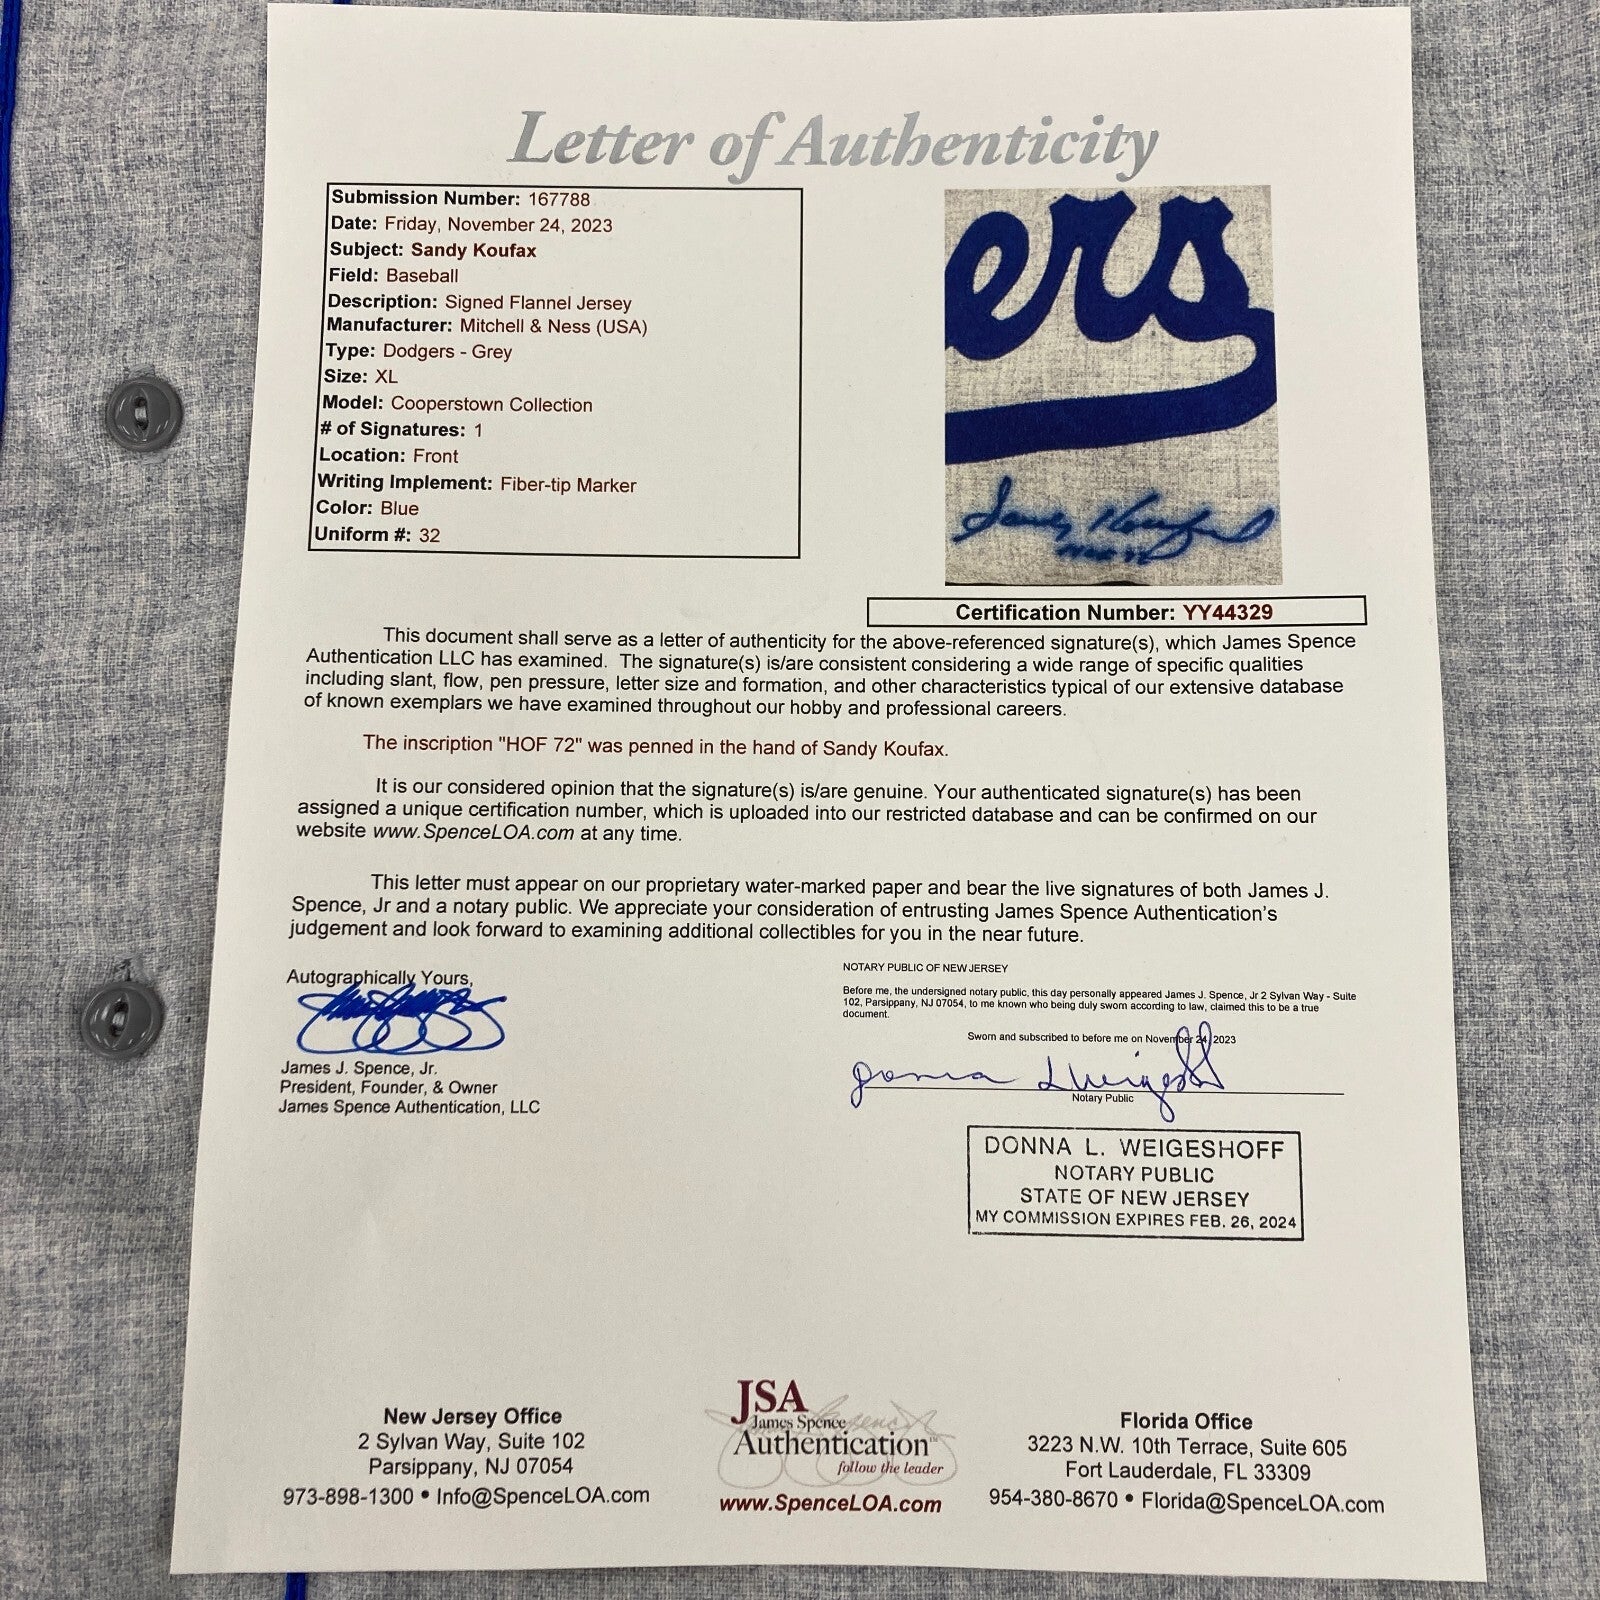 Letter of Authenticity
Submission Number: 167788
Date: Friday, November 24, 2023
Subject: Sandy Koufax
Field: Baseball
Description: Signed Flannel Jersey
Manufacturer: Mitchell & Ness (USA)
Type: Dodgers - Grey
Size: XL
Model: Cooperstown Collection
# of Signatures: 1
Location: Front
Writing Implement: Fiber-tip Marker
Color: Blue
Uniform #: 32
ers
Sandy Koufax
HOF 72
Certification Number: YY44329
This document shall serve as a letter of authenticity for the above-referenced signature(s), which James Spence
Authentication LLC has examined. The signature(s) is/are consistent considering a wide range of specific qualities
including slant, flow, pen pressure, letter size and formation, and other characteristics typical of our extensive database
of known exemplars we have examined throughout our hobby and professional careers.
The inscription "HOF 72" was penned in the hand of Sandy Koufax.
It is our considered opinion that the signature(s) is/are genuine. Your authenticated signature(s) has been
assigned a unique certification number, which is uploaded into our restricted database and can be confirmed on our
website www.SpenceLOA.com at any time.
This letter must appear on our proprietary water-marked paper and bear the live signatures of both James J.
Spence, Jr and a notary public. We appreciate your consideration of entrusting James Spence Authentication's
judgement and look forward to examining additional collectibles for you in the near future.
Autographically Yours,
James J. Spence, Jr.
President, Founder, & Owner
James Spence Authentication, LLC
NOTARY PUBLIC OF NEW JERSEY
Before me, the undersigned notary public, this day personally appeared James J. Spence, Jr 2 Sylvan Way - Suite
102, Parsippany, NJ 07054, to me known who being duly sworn according to law, claimed this to be a true
document.
Sworn and subscribed to before me on November 24, 2023
Donna L Weigeshoff
Notary Public
DONNA L. WEIGESHOFF
NOTARY PUBLIC
STATE OF NEW JERSEY
MY COMMISSION EXPIRES FEB. 26, 2024
New Jersey Office
2 Sylvan Way, Suite 102
Parsippany, NJ 07054
973-898-1300 • Info@SpenceLOA.com
JSA
James Spence
Authentication™
follow the leader
www.SpenceLOA.com
Florida Office
3223 N.W. 10th Terrace, Suite 605
Fort Lauderdale, FL 33309
954-380-8670 • Florida@SpenceLOA.com